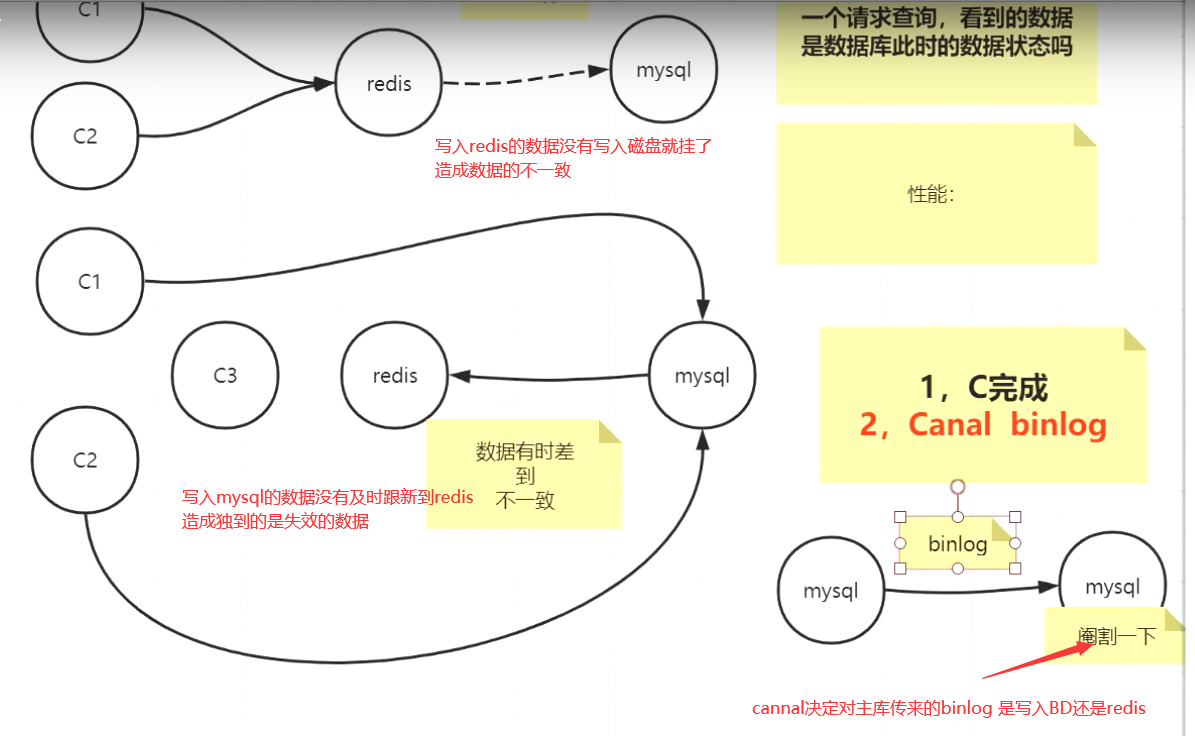 C1
一个请求查询，看到的数据
是数据库此时的数据状态吗
redis
mysql
C2
写入redis的数据没有写入磁盘就挂了
造成数据的不一致
性能：
C1
C3
redis
mysql
1，C完成
2，Canal binlog
C2
数据有时差
到
不一致
写入mysql的数据没有及时跟新到redis
造成独到的是失效的数据
binlog
mysql
mysql
阉割一下
cannal决定对主库传来的binlog 是写入BD还是redis